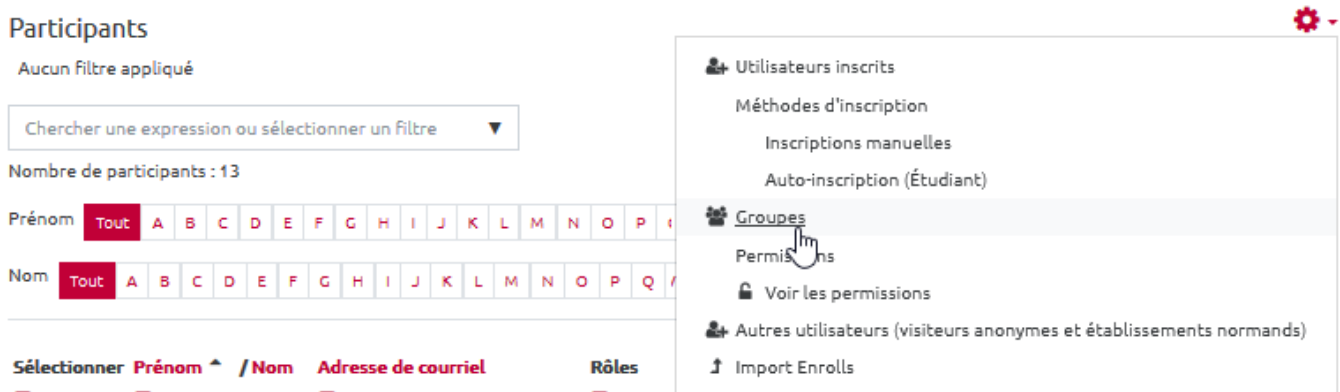 Participants
Aucun filtre appliqué
Chercher une expression ou sélectionner un filtre ▼
Nombre de participants : 13
Prénom Tout A B C D E F G H I J K L M N O P
Nom Tout A B C D E F G H I J K L M N O P Q
Sélectionner Prénom / Nom Adresse de courriel Rôles
Utilisateurs inscrits
Méthodes d'inscription
Inscriptions manuelles
Auto-inscription (Étudiant)
Groupes
Voir les permissions
Autres utilisateurs (visiteurs anonymes et établissements normands)
Import Enrolls